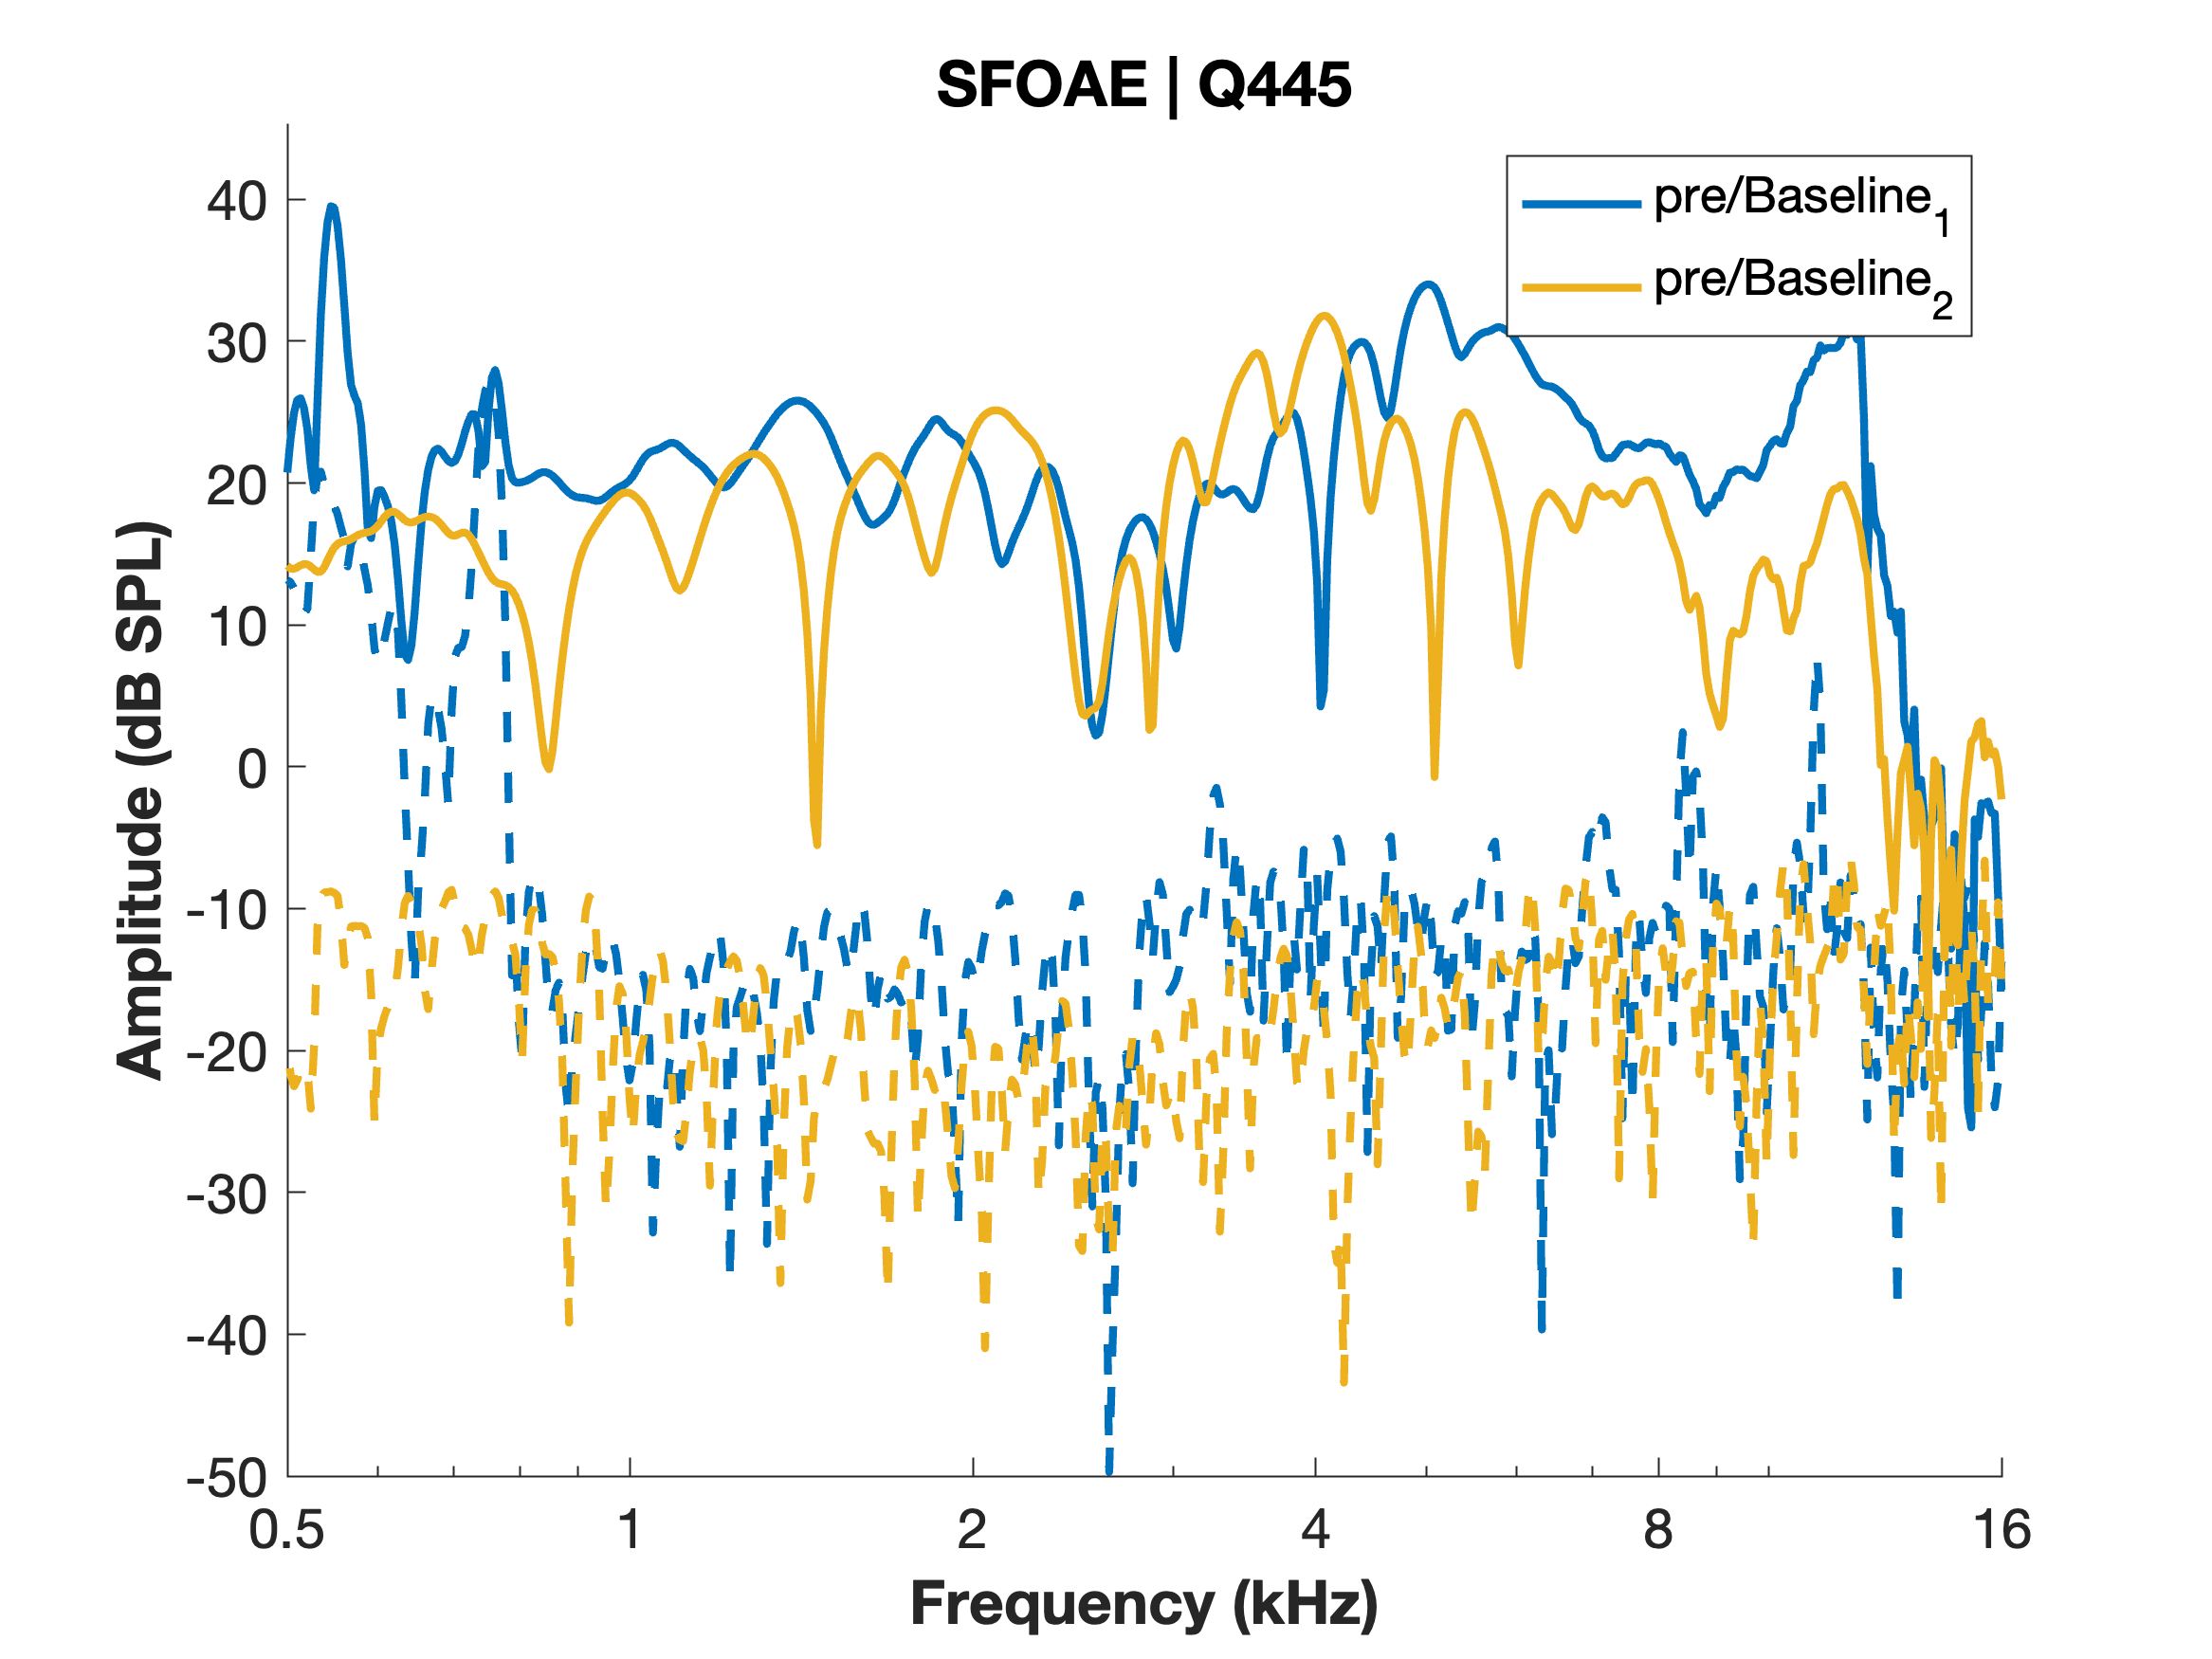 SFOAE | Q445
pre/Baseline1
pre/Baseline2
Amplitude (dB SPL)
40
30
20
10
0
-10
-20
-30
-40
-50
0.5 1 2 4 8 16
Frequency (kHz)